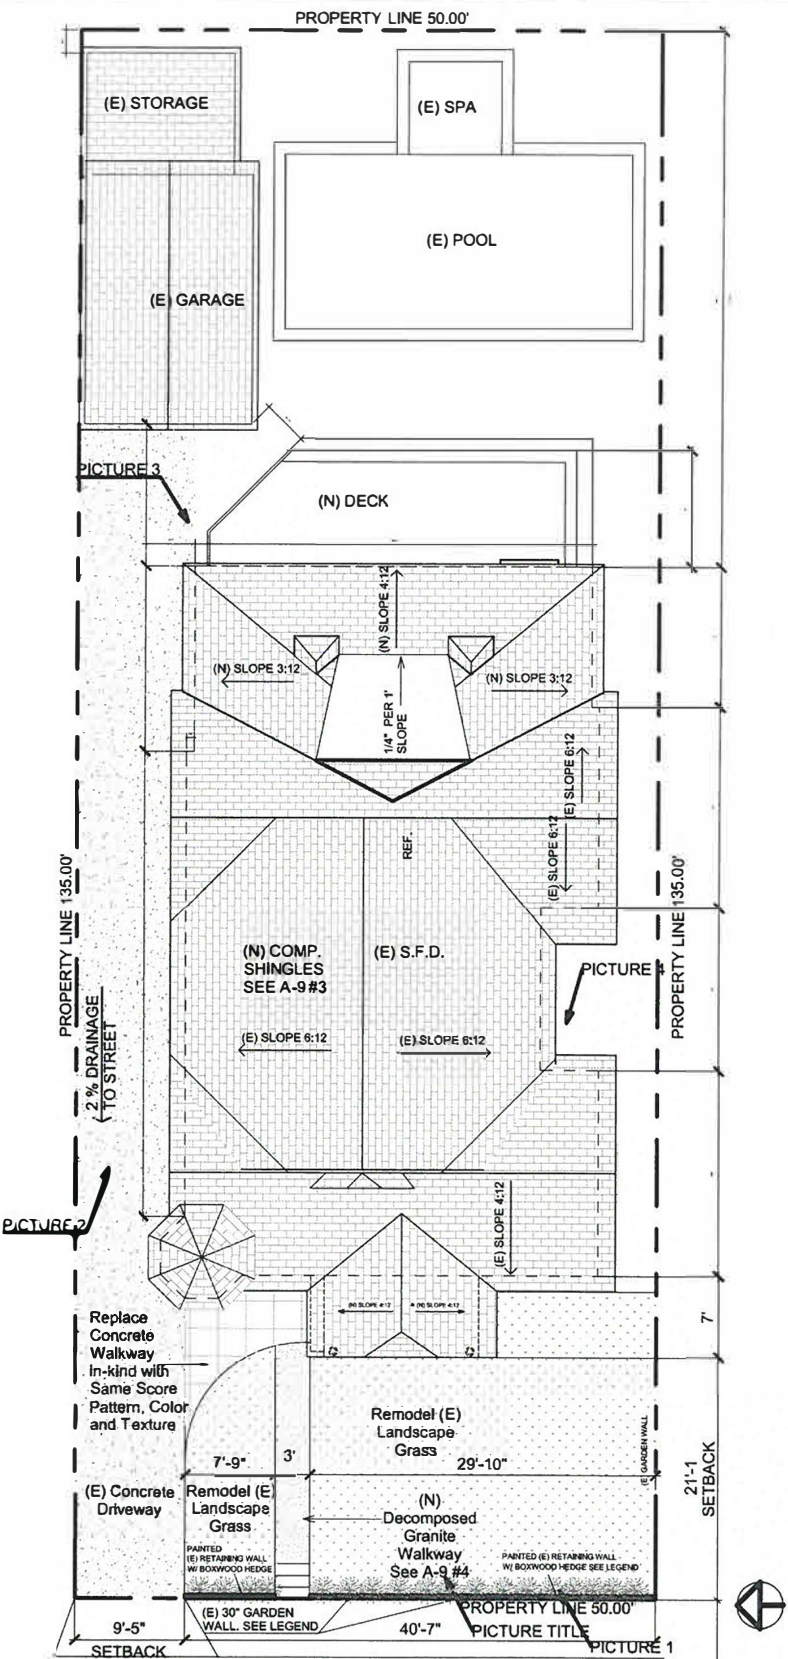 PROPERTY LINE 50.00'
(E) STORAGE
(E) SPA
(E) POOL
(E) GARAGE
PICTURE 3
(N) DECK
(N) SLOPE 4:12
(N) SLOPE 3:12
(N) SLOPE 3:12
1/4" PER 1'
SLOPE
(E) SLOPE 6:12
(E) SLOPE 6:12
REF.
PROPERTY LINE 135.00'
PROPERTY LINE 135.00'
(N) COMP.
SHINGLES
SEE A-9 #3
(E) S.F.D.
PICTURE 4
(E) SLOPE 6:12
(E) SLOPE 6:12
2 % DRAINAGE
TO STREET
PICTURE 2
(E) SLOPE 4:12
(N) SLOPE 4:12
(N) SLOPE 4:12
7'
Replace
Concrete
Walkway
In-kind with
Same Score
Pattern, Color
and Texture
Remodel (E)
Landscape
Grass
(E) GARDEN WALL
7'-9"
3'
29'-10"
21'-1
SETBACK
(E) Concrete
Driveway
Remodel (E)
Landscape
Grass
(N)
Decomposed
Granite
Walkway
See A-9 #4
PAINTED
(E) RETAINING WALL
W/ BOXWOOD HEDGE
PAINTED (E) RETAINING WALL
W/ BOXWOOD HEDGE SEE LEGEND
(E) 30" GARDEN
WALL. SEE LEGEND
PROPERTY LINE 50.00'
9'-5"
SETBACK
40'-7"
PICTURE TITLE
PICTURE 1